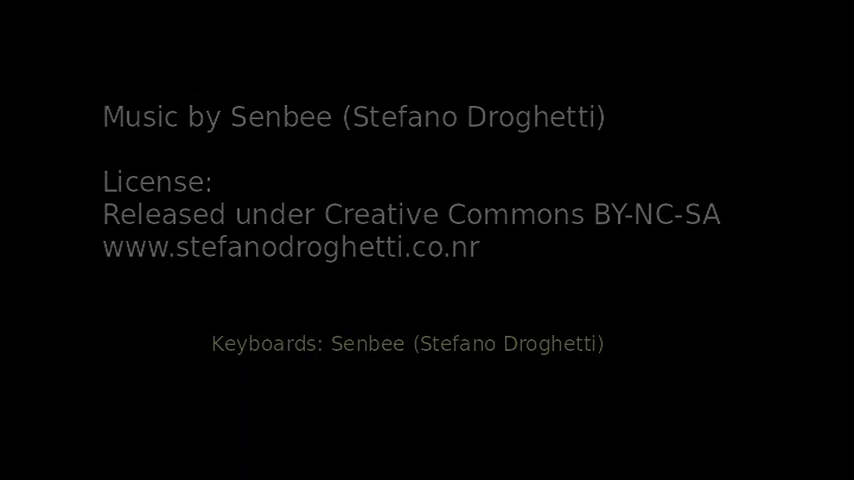 Music by Senbee (Stefano Droghetti)
License:
Released under Creative Commons BY-NC-SA
www.stefanodroghetti.co.nr
Keyboards: Senbee (Stefano Droghetti)